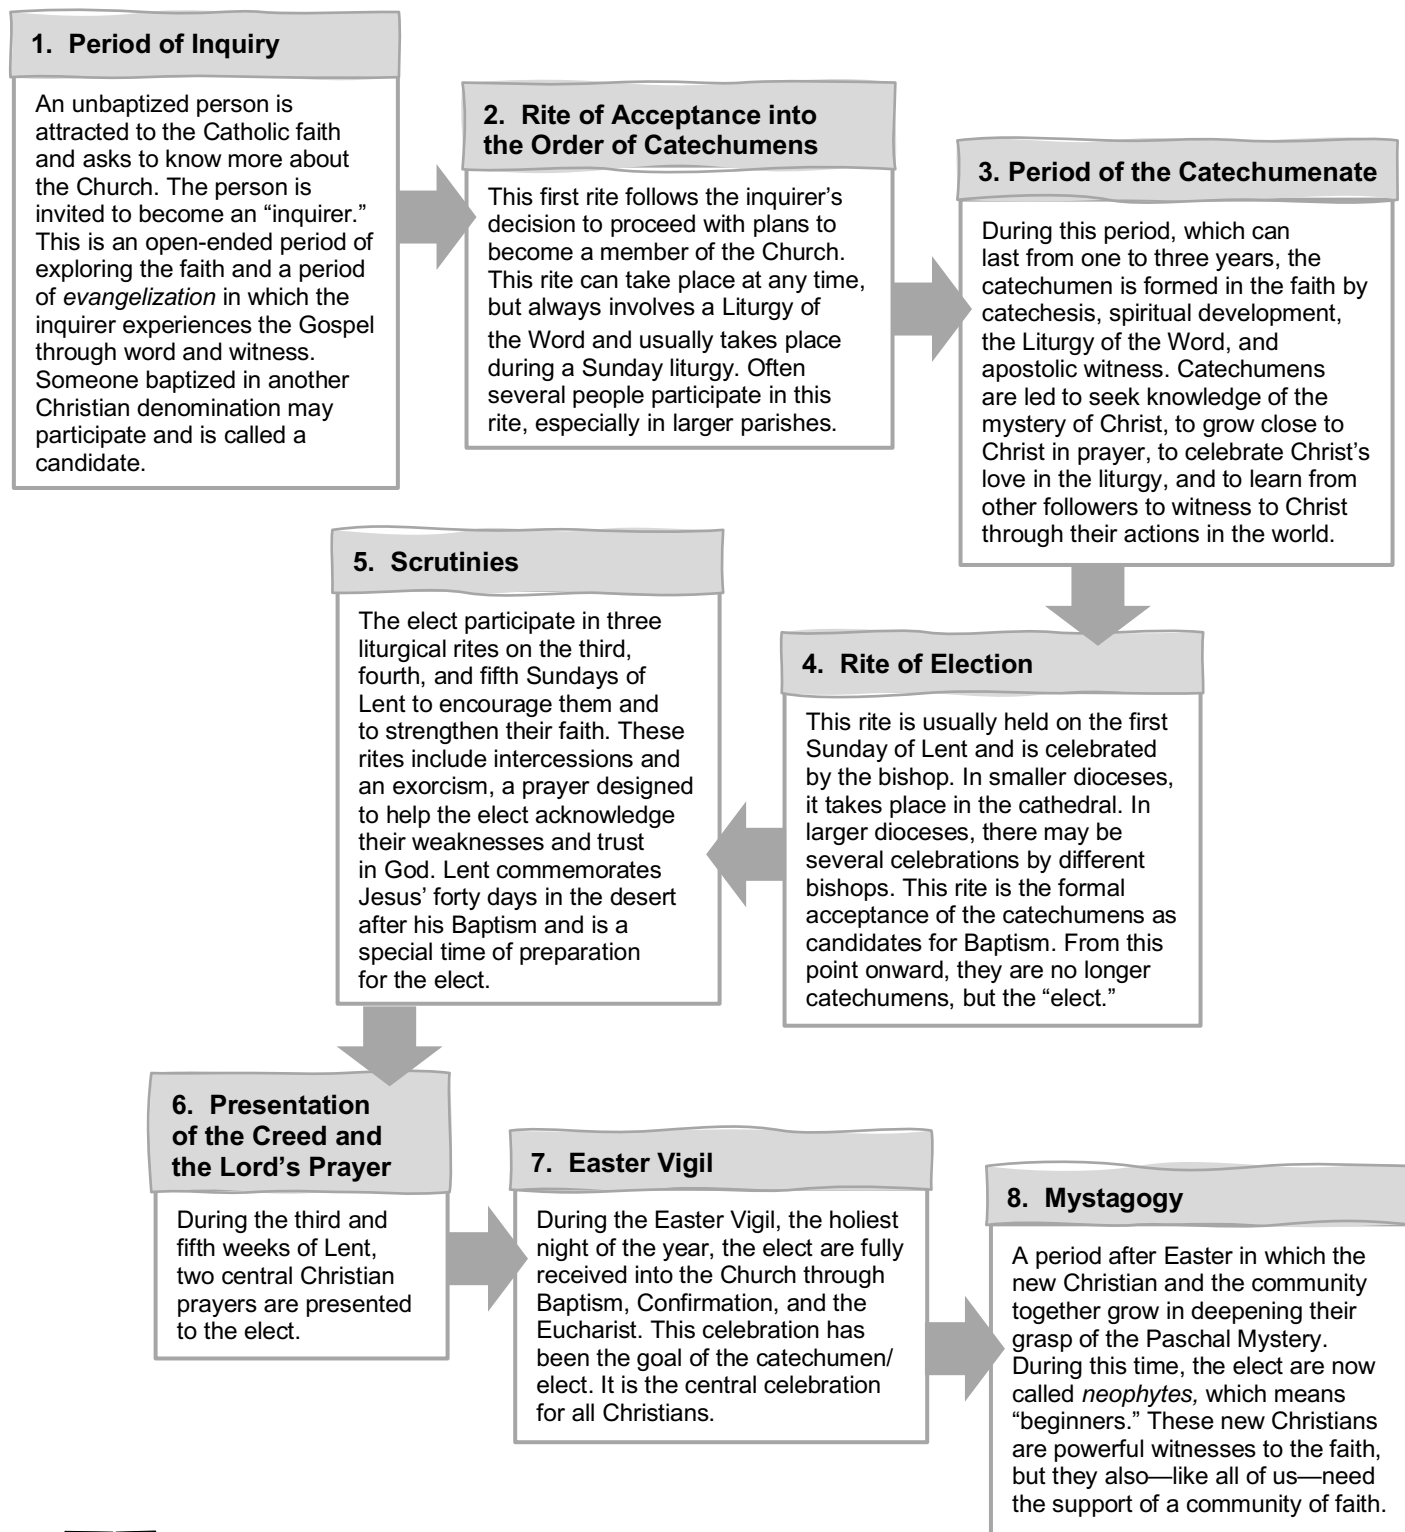 1. Period of Inquiry
An unbaptized person is
attracted to the Catholic faith
and asks to know more about
the Church. The person is
invited to become an “inquirer.”
This is an open-ended period of
exploring the faith and a period
of evangelization in which the
inquirer experiences the Gospel
through word and witness.
Someone baptized in another
Christian denomination may
participate and is called a
candidate.
2. Rite of Acceptance into
the Order of Catechumens
This first rite follows the inquirer’s
decision to proceed with plans to
become a member of the Church.
This rite can take place at any time,
but always involves a Liturgy of
the Word and usually takes place
during a Sunday liturgy. Often
several people participate in this
rite, especially in larger parishes.
3. Period of the Catechumenate
During this period, which can
last from one to three years, the
catechumen is formed in the faith by
catechesis, spiritual development,
the Liturgy of the Word, and
apostolic witness. Catechumens
are led to seek knowledge of the
mystery of Christ, to grow close to
Christ in prayer, to celebrate Christ’s
love in the liturgy, and to learn from
other followers to witness to Christ
through their actions in the world.
4. Rite of Election
This rite is usually held on the first
Sunday of Lent and is celebrated
by the bishop. In smaller dioceses,
it takes place in the cathedral. In
larger dioceses, there may be
several celebrations by different
bishops. This rite is the formal
acceptance of the catechumens as
candidates for Baptism. From this
point onward, they are no longer
catechumens, but the “elect.”
5. Scrutinies
The elect participate in three
liturgical rites on the third,
fourth, and fifth Sundays of
Lent to encourage them and
to strengthen their faith. These
rites include intercessions and
an exorcism, a prayer designed
to help the elect acknowledge
their weaknesses and trust
in God. Lent commemorates
Jesus’ forty days in the desert
after his Baptism and is a
special time of preparation
for the elect.
6. Presentation
of the Creed and
the Lord’s Prayer
During the third and
fifth weeks of Lent,
two central Christian
prayers are presented
to the elect.
7. Easter Vigil
During the Easter Vigil, the holiest
night of the year, the elect are fully
received into the Church through
Baptism, Confirmation, and the
Eucharist. This celebration has
been the goal of the catechumen/
elect. It is the central celebration
for all Christians.
8. Mystagogy
A period after Easter in which the
new Christian and the community
together grow in deepening their
grasp of the Paschal Mystery.
During this time, the elect are now
called neophytes, which means
“beginners.” These new Christians
are powerful witnesses to the faith,
but they also—like all of us—need
the support of a community of faith.